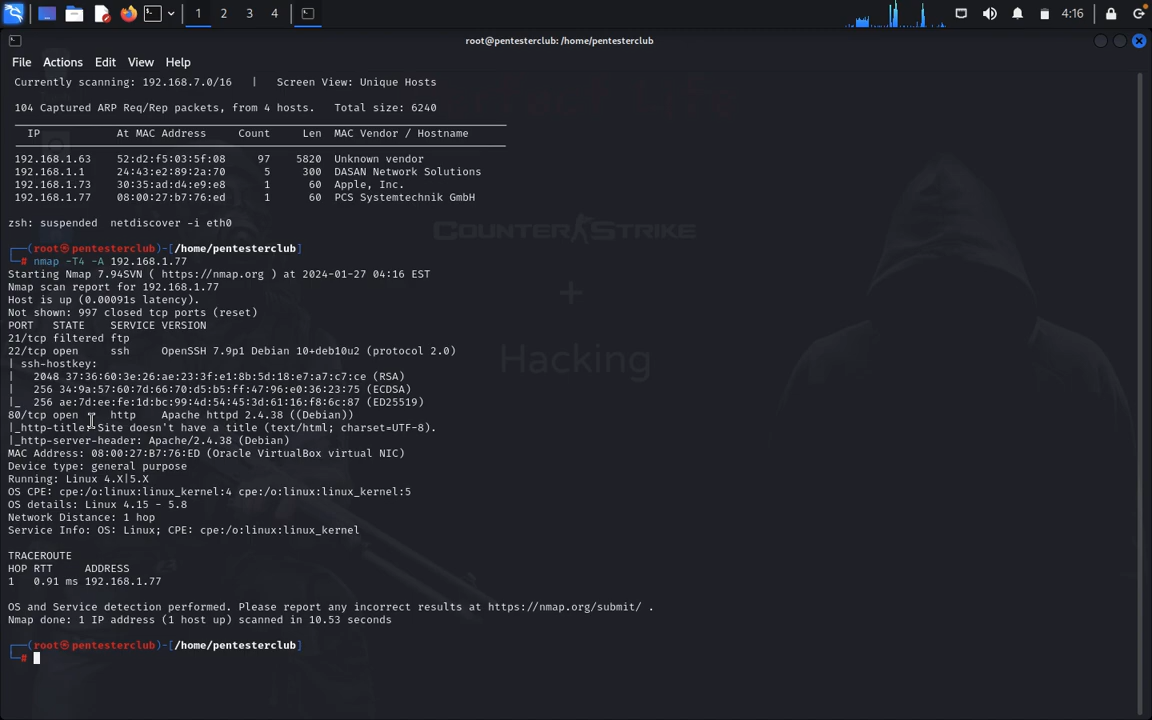 1 2 3 4 4:16
root@pentesterclub: /home/pentesterclub
File Actions Edit View Help
Currently scanning: 192.168.7.0/16 | Screen View: Unique Hosts
104 Captured ARP Req/Rep packets, from 4 hosts. Total size: 6240
IP At MAC Address Count Len MAC Vendor / Hostname
192.168.1.63 52:d2:f5:03:5f:08 97 5820 Unknown vendor
192.168.1.1 24:43:e2:89:2a:70 5 300 DASAN Network Solutions
192.168.1.73 30:35:ad:d4:e9:e8 1 60 Apple, Inc.
192.168.1.77 08:00:27:b7:76:ed 1 60 PCS Systemtechnik GmbH
zsh: suspended netdiscover -i eth0
COUNTER STRIKE
+
Hacking
┌──(root㉿pentesterclub)-[/home/pentesterclub]
└─# nmap -T4 -A 192.168.1.77
Starting Nmap 7.94SVN ( https://nmap.org ) at 2024-01-27 04:16 EST
Nmap scan report for 192.168.1.77
Host is up (0.00091s latency).
Not shown: 997 closed tcp ports (reset)
PORT STATE SERVICE VERSION
21/tcp filtered ftp
22/tcp open ssh OpenSSH 7.9p1 Debian 10+deb10u2 (protocol 2.0)
| ssh-hostkey:
| 2048 37:36:60:3e:26:ae:23:3f:e1:8b:5d:18:e7:a7:c7:ce (RSA)
| 256 34:9a:57:60:7d:66:70:d5:b5:ff:47:96:e0:36:23:75 (ECDSA)
|_ 256 ae:7d:ee:fe:1d:bc:99:4d:54:45:3d:61:16:f8:6c:87 (ED25519)
80/tcp open http Apache httpd 2.4.38 ((Debian))
|_http-title: Site doesn't have a title (text/html; charset=UTF-8).
|_http-server-header: Apache/2.4.38 (Debian)
MAC Address: 08:00:27:B7:76:ED (Oracle VirtualBox virtual NIC)
Device type: general purpose
Running: Linux 4.X|5.X
OS CPE: cpe:/o:linux:linux_kernel:4 cpe:/o:linux:linux_kernel:5
OS details: Linux 4.15 - 5.8
Network Distance: 1 hop
Service Info: OS: Linux; CPE: cpe:/o:linux:linux_kernel
TRACEROUTE
HOP RTT ADDRESS
1 0.91 ms 192.168.1.77
OS and Service detection performed. Please report any incorrect results at https://nmap.org/submit/ .
Nmap done: 1 IP address (1 host up) scanned in 10.53 seconds
┌──(root㉿pentesterclub)-[/home/pentesterclub]
└─#